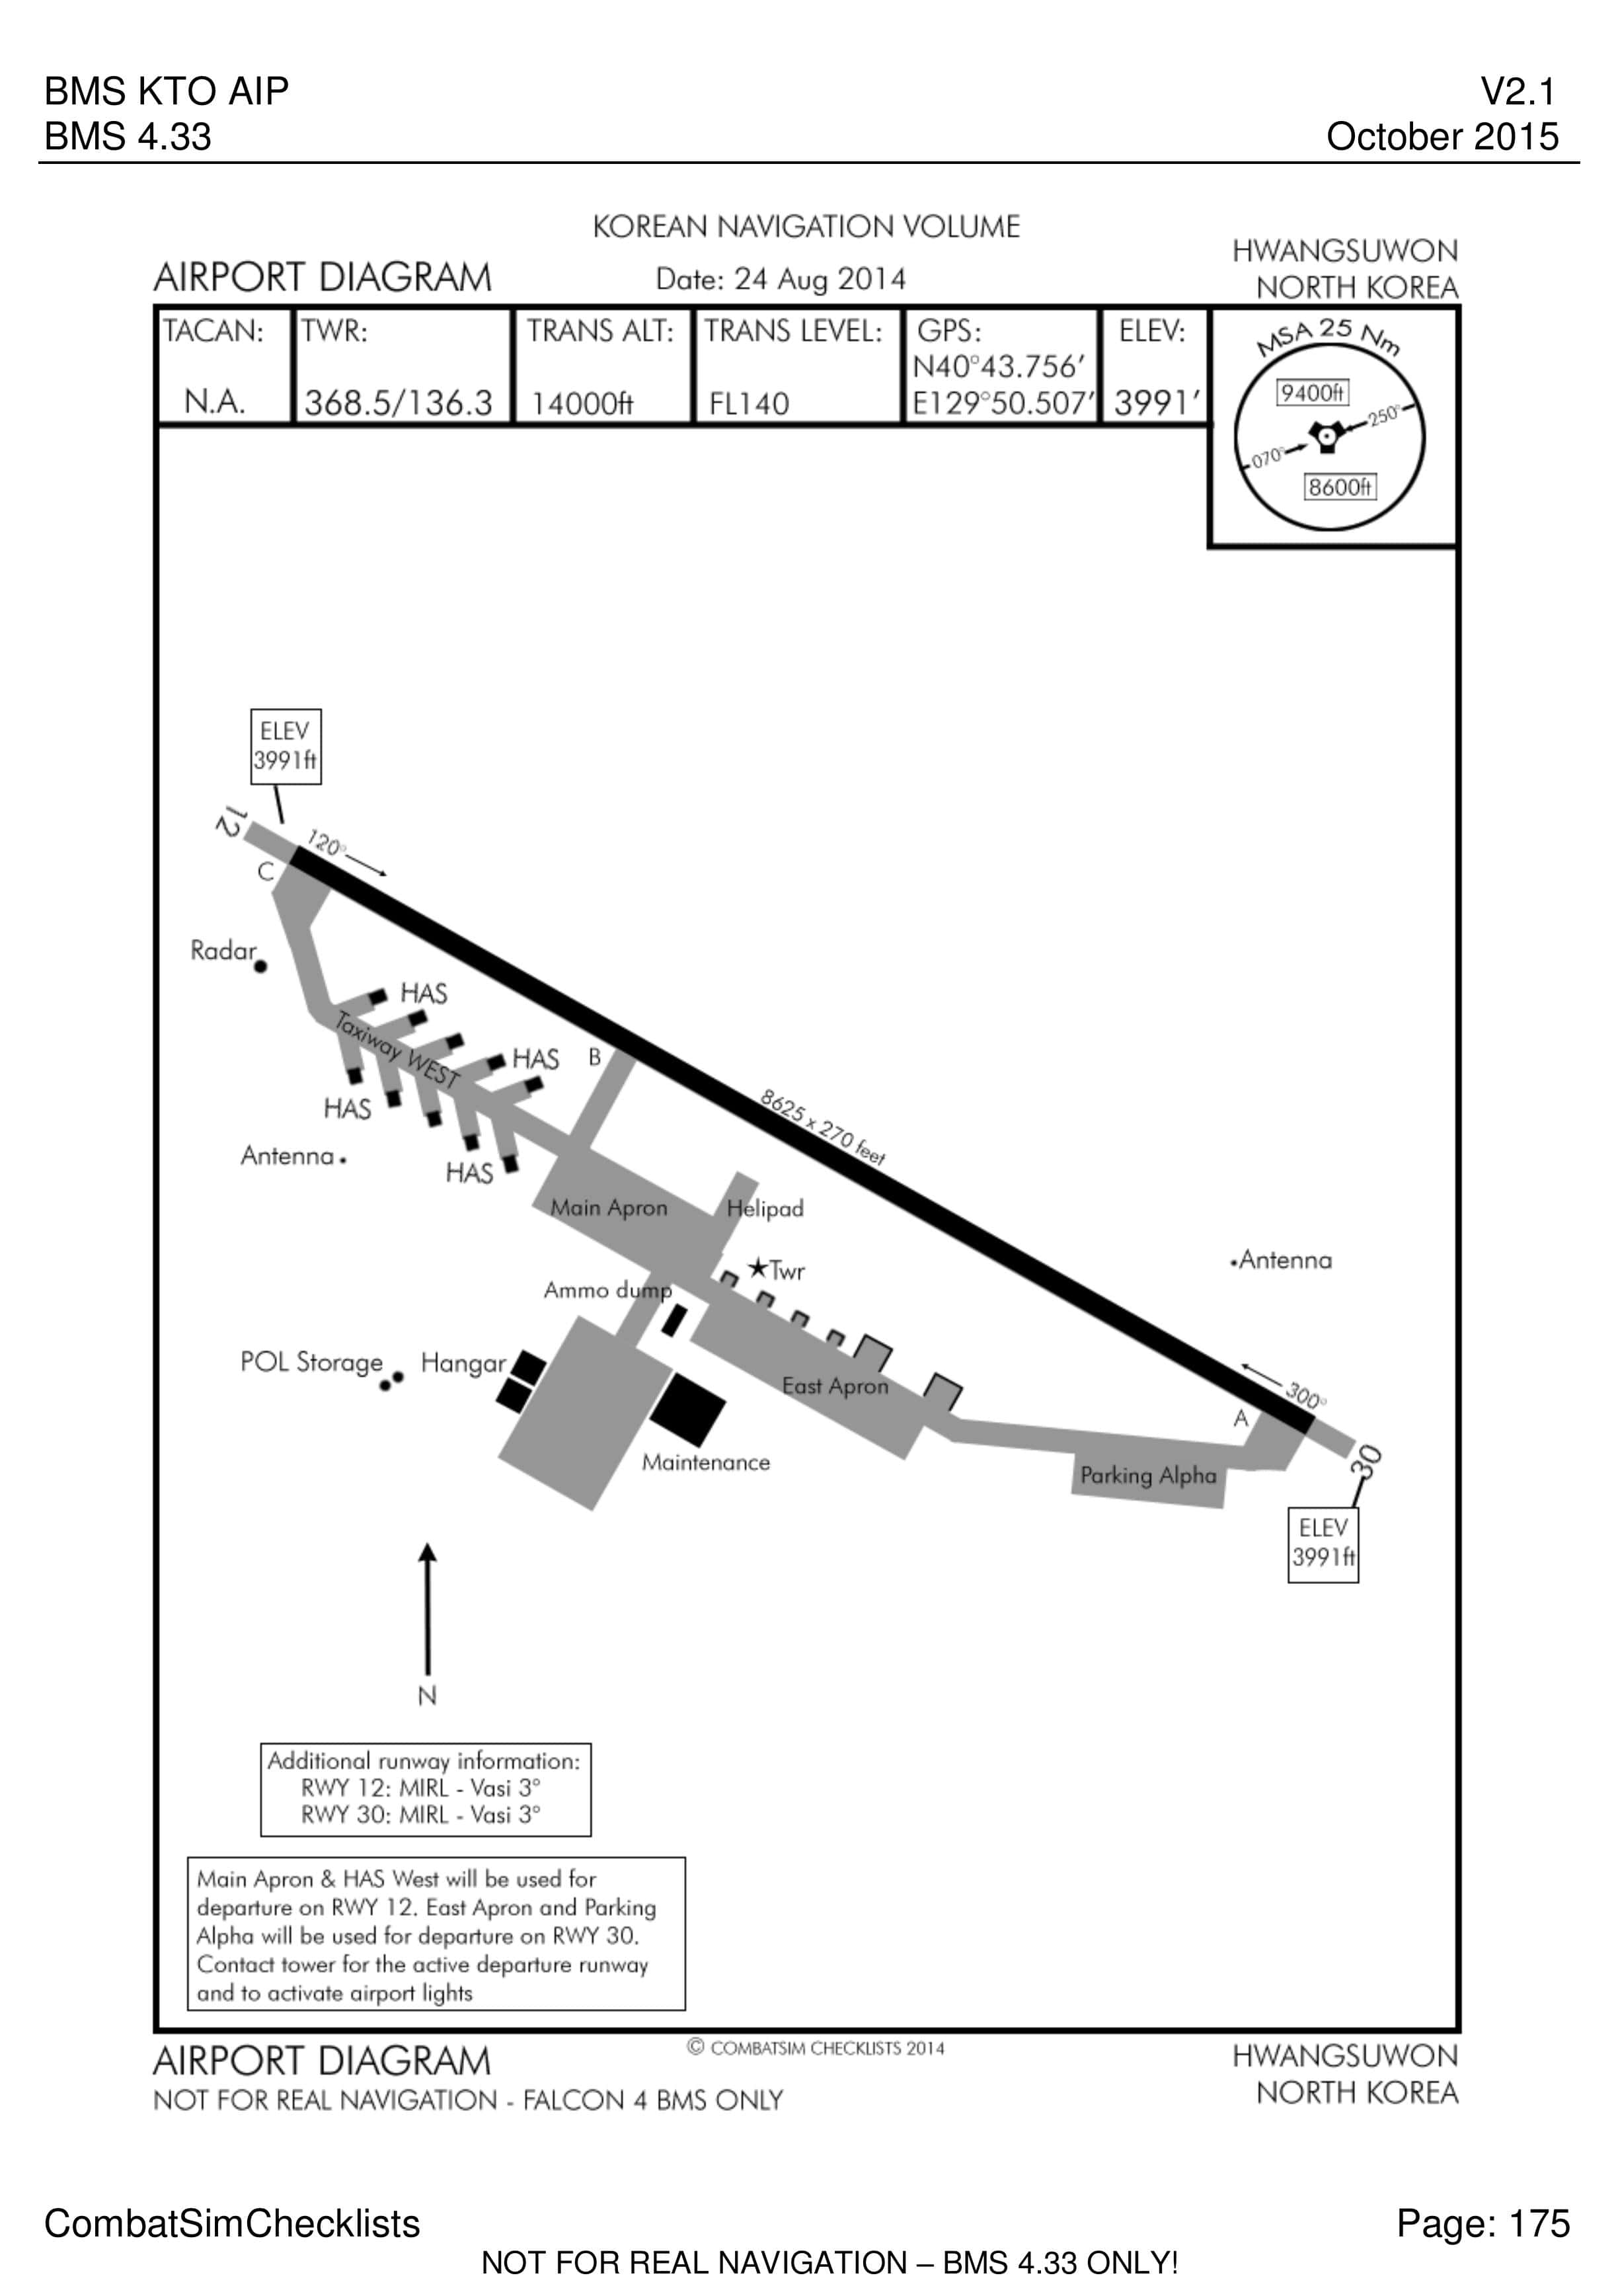 BMS KTO AIP
V2.1
BMS 4.33
October 2015
KOREAN NAVIGATION VOLUME
AIRPORT DIAGRAM
Date: 24 Aug 2014
HWANGSUWON
NORTH KOREA
TACAN:
N.A.
TWR:
368.5/136.3
TRANS ALT:
14000ft
TRANS LEVEL:
FL140
GPS:
N40°43.756'
E129°50.507'
ELEV:
3991'
MSA 25 Nm
9400ft
250°
070°
8600ft
ELEV
3991ft
12
120°
C
Radar
HAS
Taxiway WEST
HAS
B
HAS
8625 x 270 feet
Antenna
HAS
Main Apron
Helipad
Antenna
Twr
Ammo dump
POL Storage
Hangar
East Apron
300°
A
Maintenance
Parking Alpha
30
ELEV
3991ft
N
Additional runway information:
RWY 12: MIRL - Vasi 3°
RWY 30: MIRL - Vasi 3°
Main Apron & HAS West will be used for
departure on RWY 12. East Apron and Parking
Alpha will be used for departure on RWY 30.
Contact tower for the active departure runway
and to activate airport lights
AIRPORT DIAGRAM
© COMBATSIM CHECKLISTS 2014
HWANGSUWON
NOT FOR REAL NAVIGATION - FALCON 4 BMS ONLY
NORTH KOREA
CombatSimChecklists
Page: 175
NOT FOR REAL NAVIGATION – BMS 4.33 ONLY!